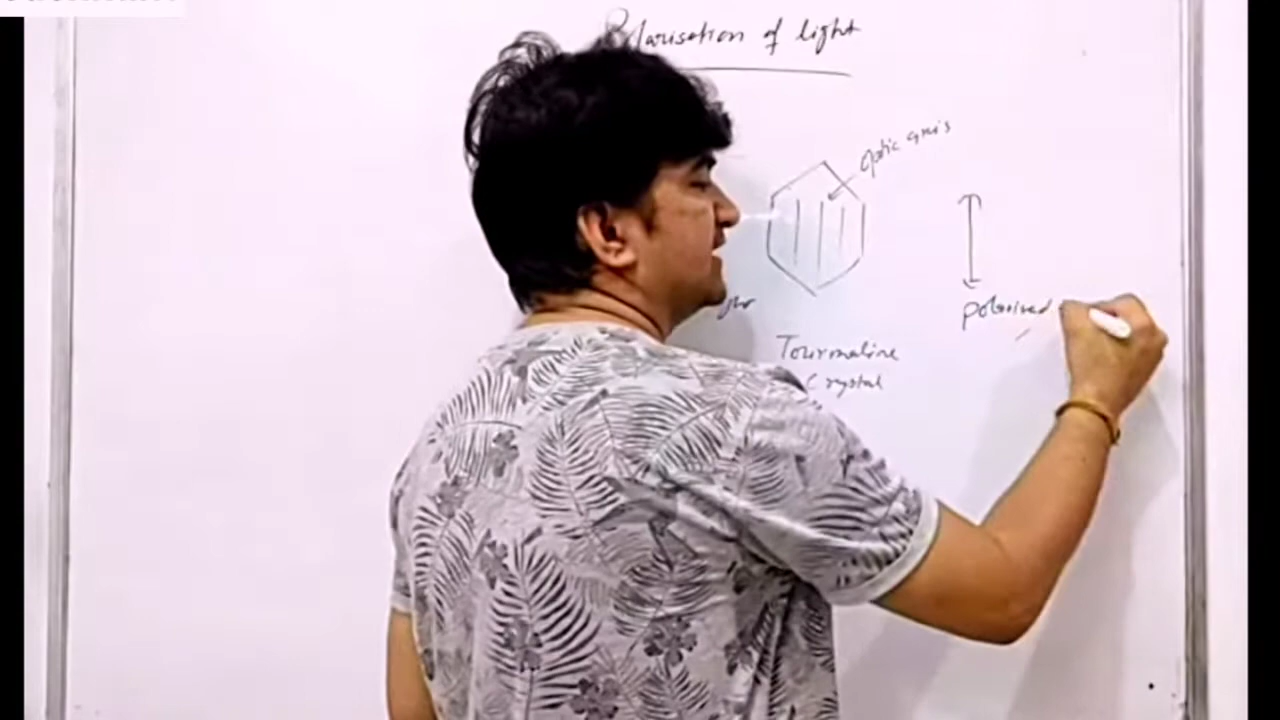 Polarisation of light
Optic axis
polarised
Tourmaline
Crystal